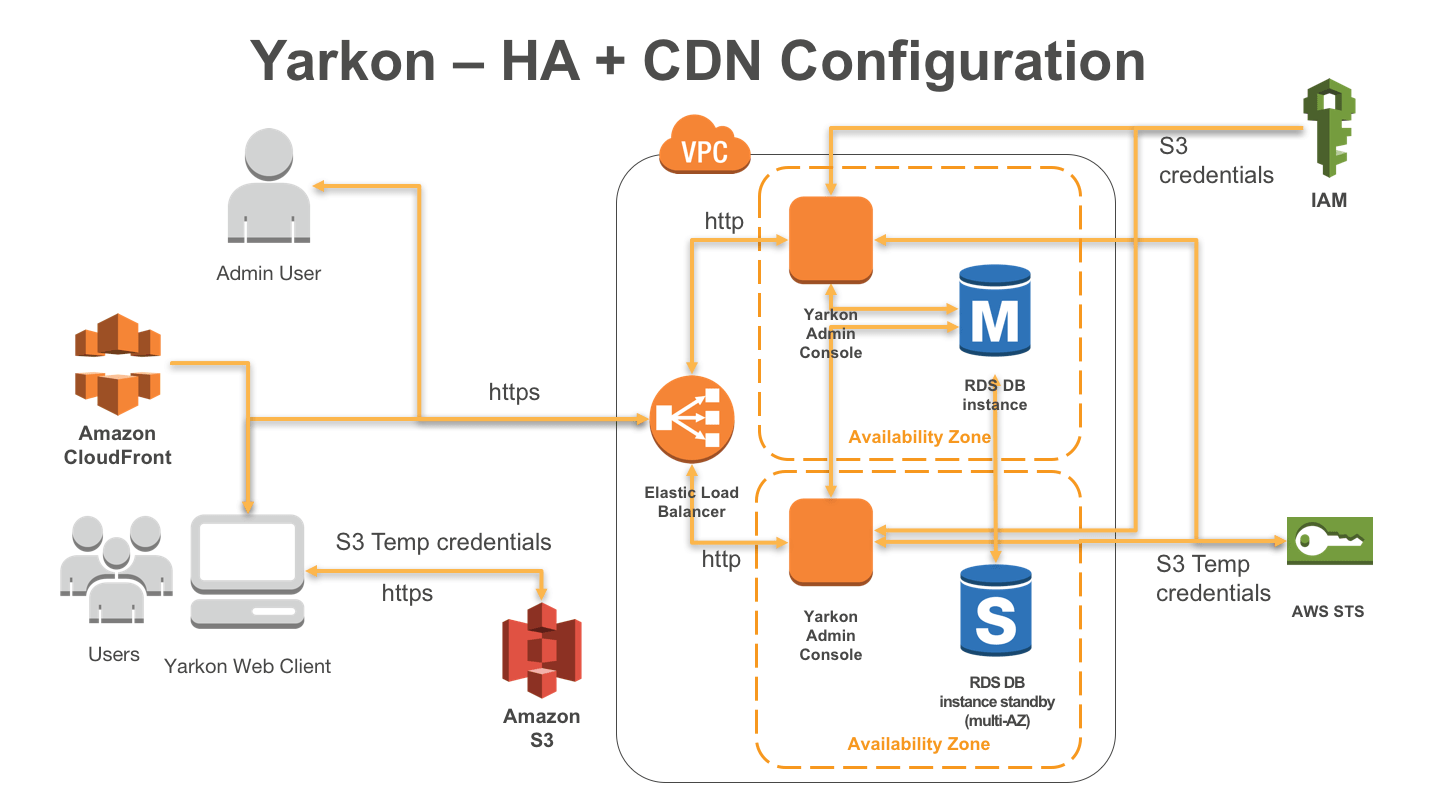 Yarkon – HA + CDN Configuration
VPC
S3
credentials
IAM
http
Admin User
Yarkon
Admin
Console
M
RDS DB
instance
https
Availability Zone
Amazon
CloudFront
Elastic Load
Balancer
S3 Temp credentials
https
http
S3 Temp
credentials
AWS STS
S
Yarkon
Admin
Console
Users
Yarkon Web Client
RDS DB
instance standby
(multi-AZ)
Amazon
S3
Availability Zone